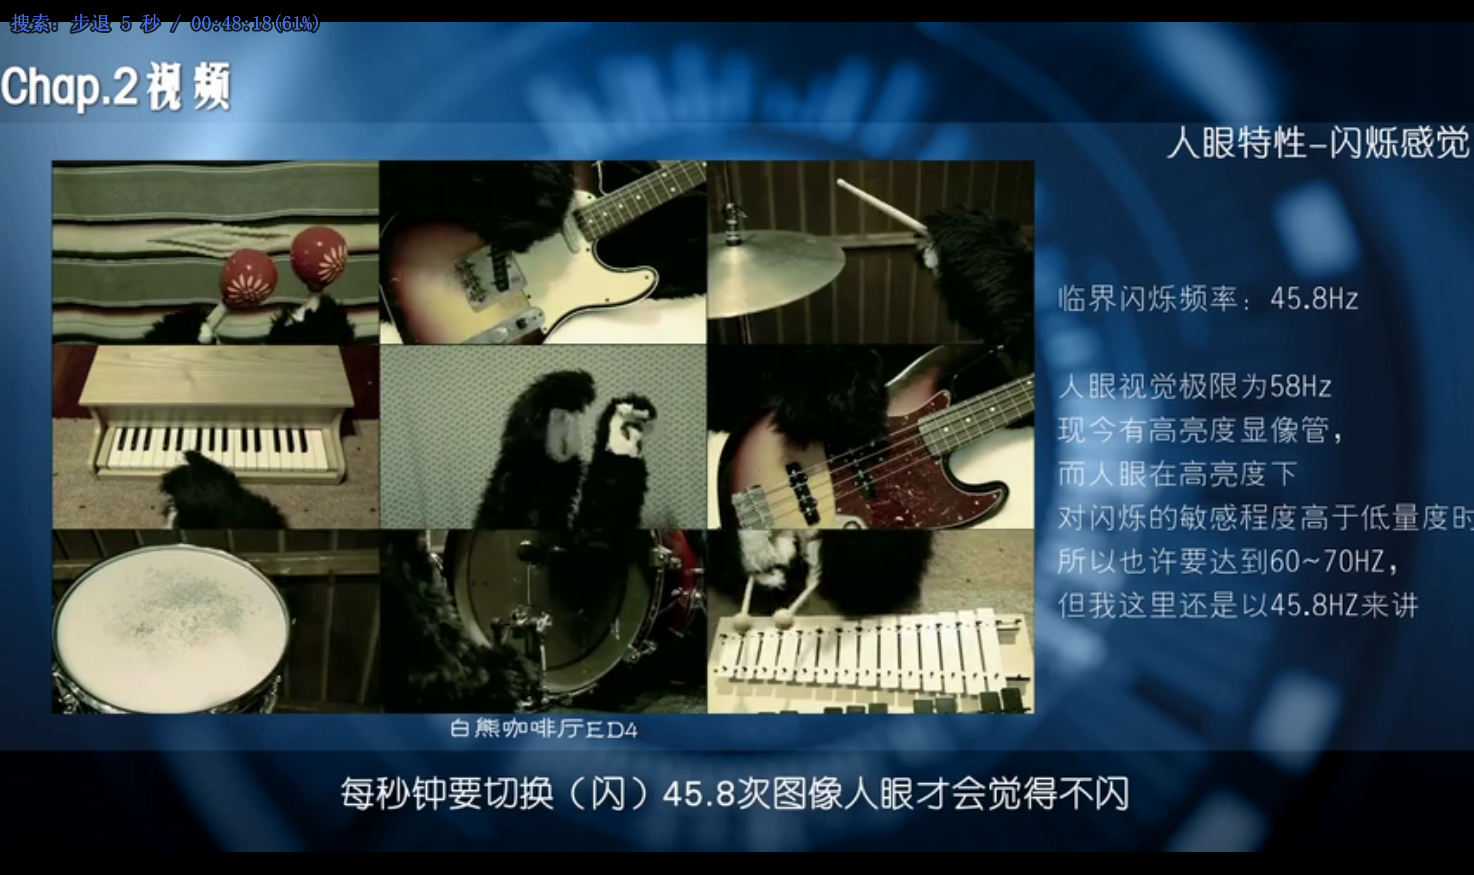 搜索: 步退 5 秒 / 00:48:18(61%)
Chap.2视频
人眼特性-闪烁感觉
临界闪烁频率：45.8Hz
人眼视觉极限为58Hz
现今有高亮度显像管，
而人眼在高亮度下
对闪烁的敏感程度高于低量度时
所以也许要达到60~70HZ，
但我这里还是以45.8HZ来讲
白熊咖啡厅ED4
每秒钟要切换（闪）45.8次图像人眼才会觉得不闪